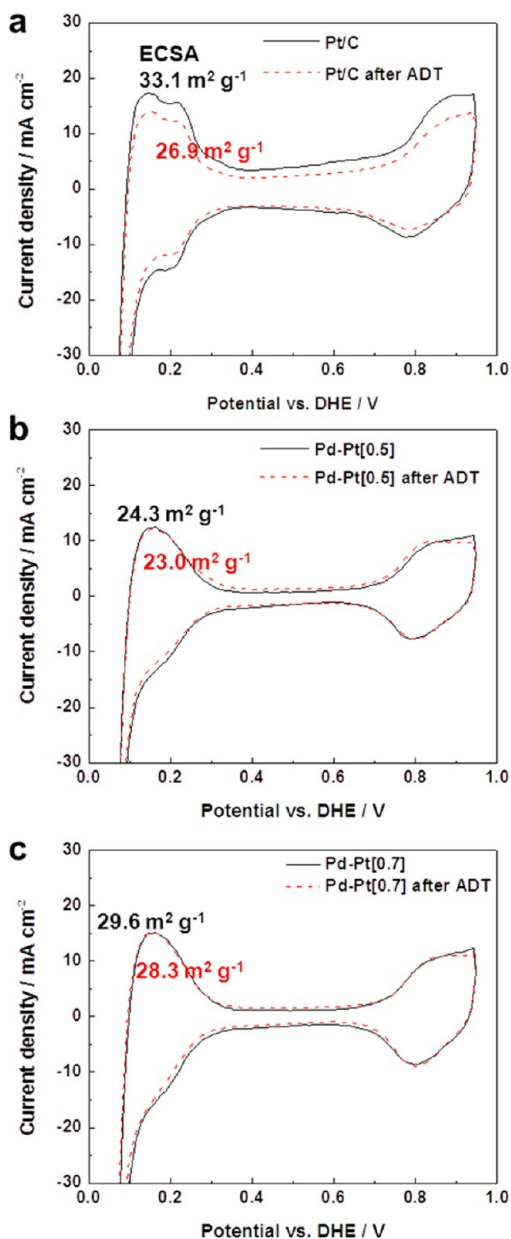 a
Pt/C
Pt/C after ADT
ECSA
33.1 m² g⁻¹
26.9 m² g⁻¹
30
20
10
0
-10
-20
-30
Current density / mA cm⁻²
0.0 0.2 0.4 0.6 0.8 1.0
Potential vs. DHE / V
b
Pd-Pt[0.5]
Pd-Pt[0.5] after ADT
24.3 m² g⁻¹
23.0 m² g⁻¹
30
20
10
0
-10
-20
-30
Current density / mA cm⁻²
0.0 0.2 0.4 0.6 0.8 1.0
Potential vs. DHE / V
c
Pd-Pt[0.7]
Pd-Pt[0.7] after ADT
29.6 m² g⁻¹
28.3 m² g⁻¹
30
20
10
0
-10
-20
-30
Current density / mA cm⁻²
0.0 0.2 0.4 0.6 0.8 1.0
Potential vs. DHE / V